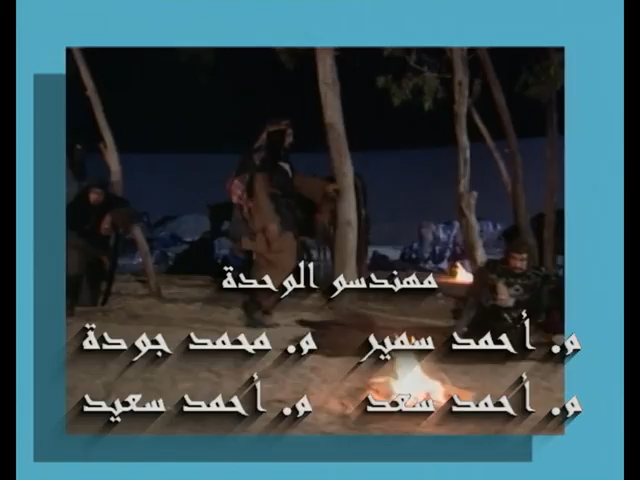 مهندسو الوحدة
م. أحمد سمير م. محمد جودة
م. أحمد سعد م. أحمد سعيد